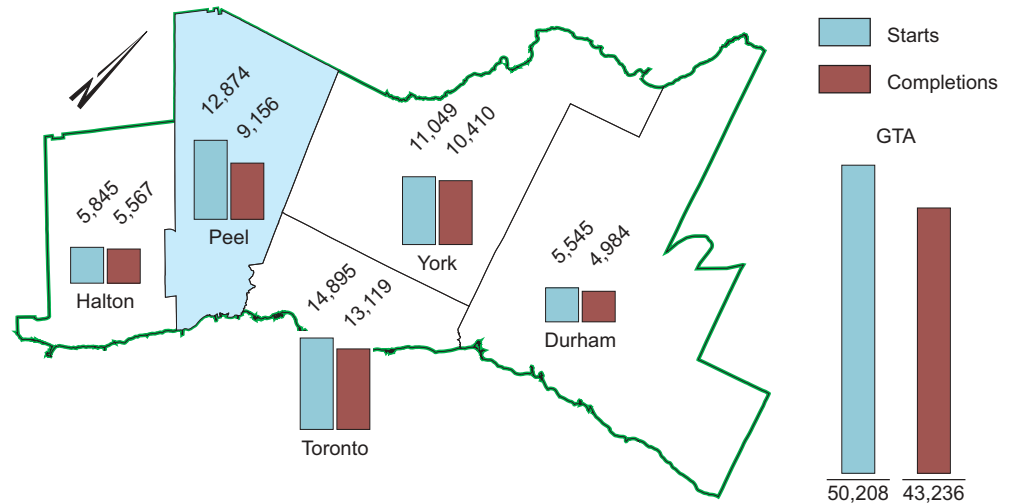 Starts
Completions
GTA
12,874
9,156
11,049
10,410
5,845
5,567
Peel
5,545
4,984
York
Halton
14,895
13,119
Durham
Toronto
50,208
43,236
N